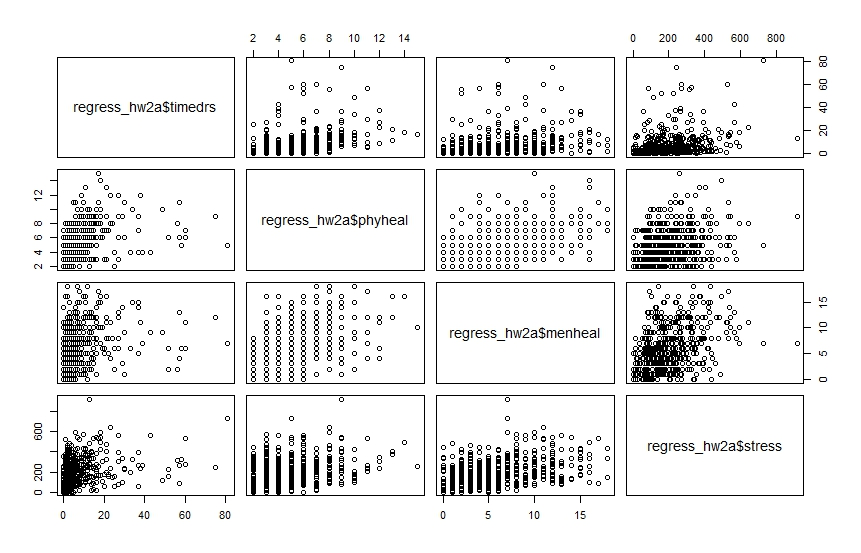 2 4 6 8 10 12 14
0 200 400 600 800
regress_hw2a$timedrs
0 20 40 60 80
2 4 6 8 12
regress_hw2a$phyheal
regress_hw2a$menheal
0 5 10 15
0 200 600
regress_hw2a$stress
0 20 40 60 80
0 5 10 15